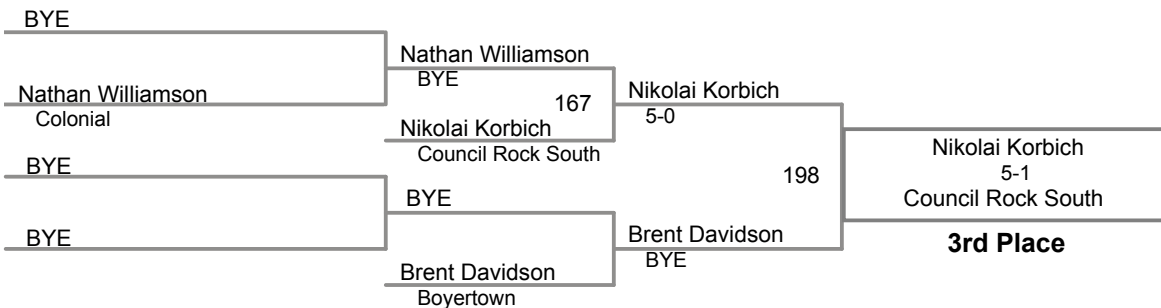 BYE
Nathan Williamson
Colonial
BYE
BYE
Nathan Williamson
BYE
167
Nikolai Korbich
Council Rock South
BYE
Brent Davidson
Boyertown
Nikolai Korbich
5-0
198
Brent Davidson
BYE
Nikolai Korbich
5-1
Council Rock South
3rd Place